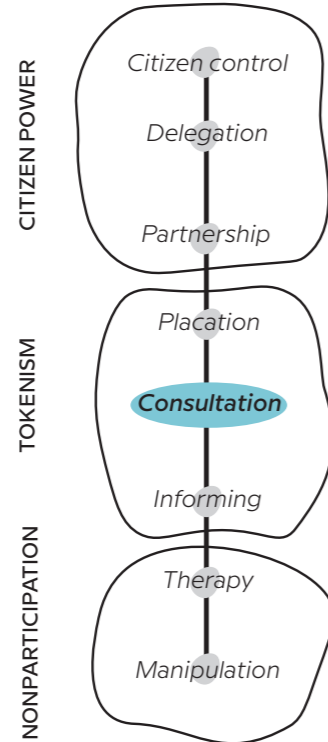 CITIZEN POWER
Citizen control
Delegation
Partnership
TOKENISM
Placation
Consultation
Informing
NONPARTICIPATION
Therapy
Manipulation